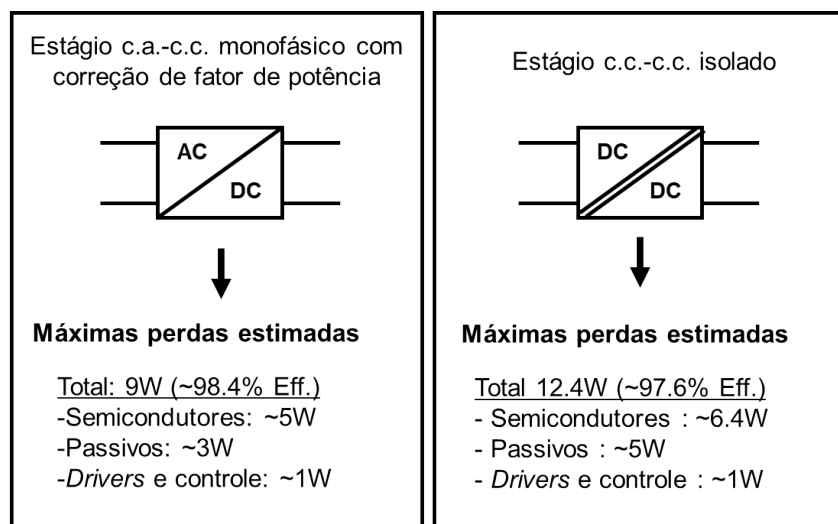 Estágio c.a.-c.c. monofásico com
correção de fator de potência
AC
DC
Máximas perdas estimadas
Total: 9W (~98.4% Eff.)
-Semicondutores: ~5W
-Passivos: ~3W
-Drivers e controle: ~1W
Estágio c.c.-c.c. isolado
DC
DC
Máximas perdas estimadas
Total 12.4W (~97.6% Eff.)
- Semicondutores : ~6.4W
- Passivos : ~5W
- Drivers e controle : ~1W